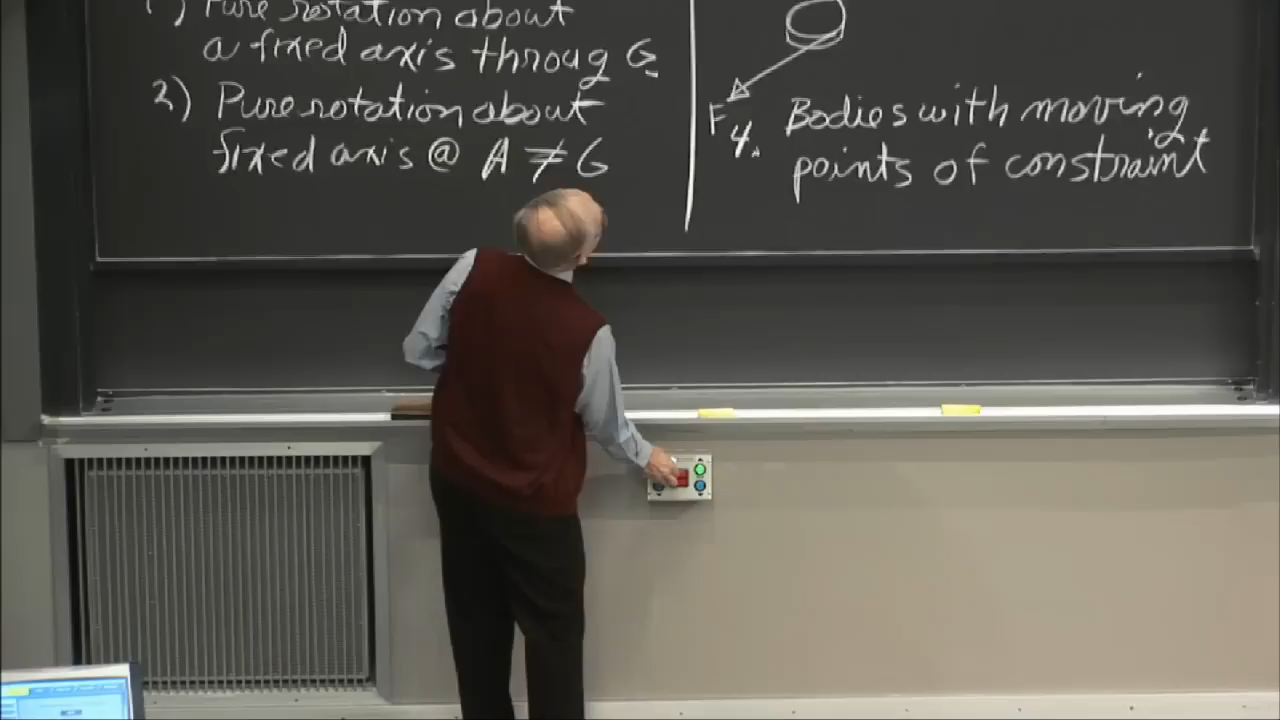 1) Pure rotation about
a fixed axis throug G.
2) Pure rotation about
fixed axis @ A ≠ G
F
4. Bodies with moving
points of constraint